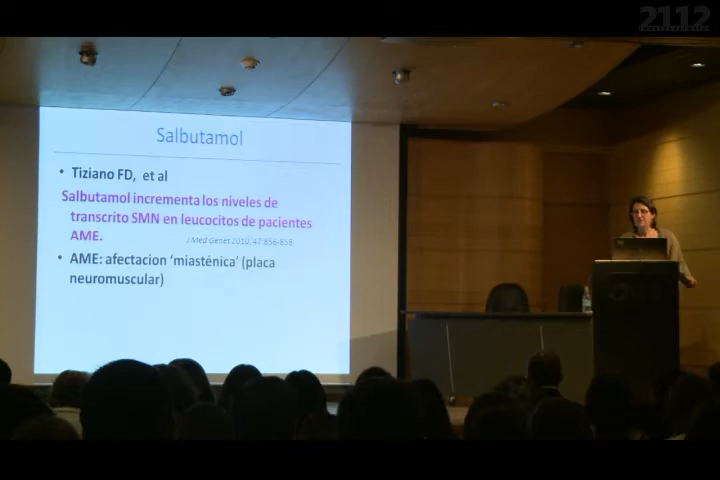 2112
Salbutamol
• Tiziano FD, et al
Salbutamol incrementa los niveles de
transcrito SMN en leucocitos de pacientes
AME.
J Med Genet 2010, 47:856-858
• AME: afectacion ‘miasténica’ (placa
neuromuscular)